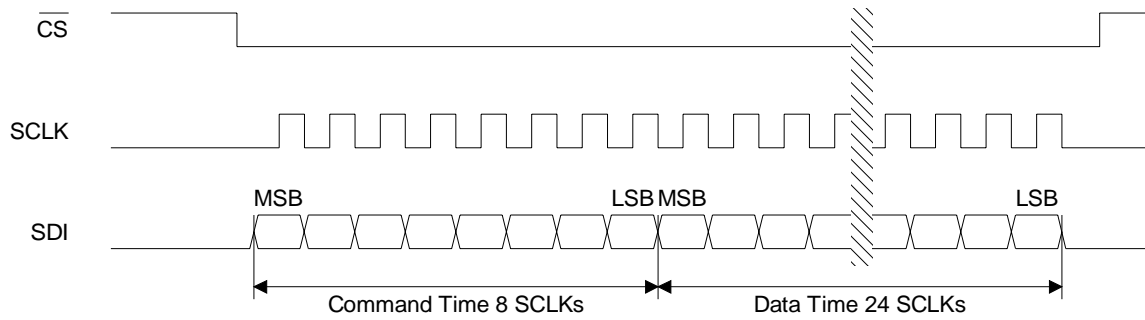 CS
SCLK
MSB LSB MSB LSB
SDI
Command Time 8 SCLKs Data Time 24 SCLKs